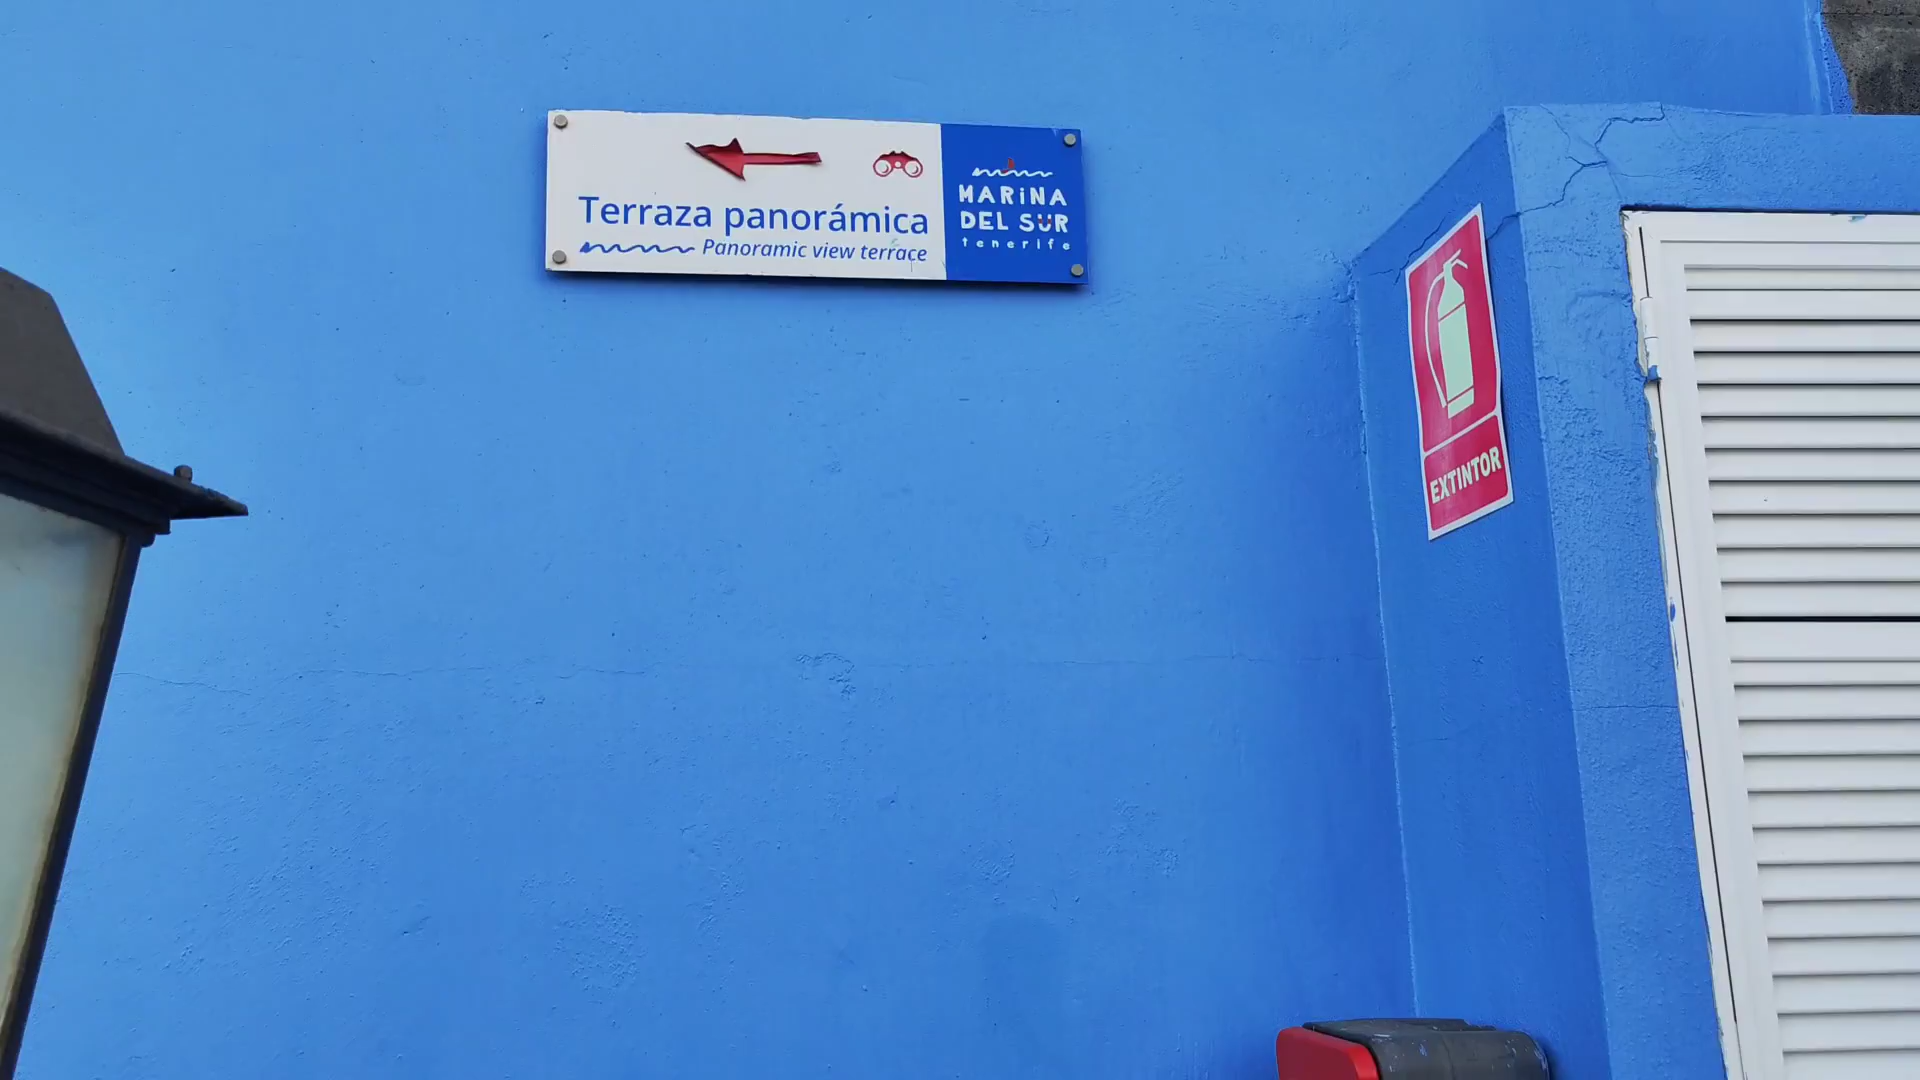 Terraza panorámica
Panoramic view terrace
MARiNA
DEL SUR
tenerife
EXTINTOR